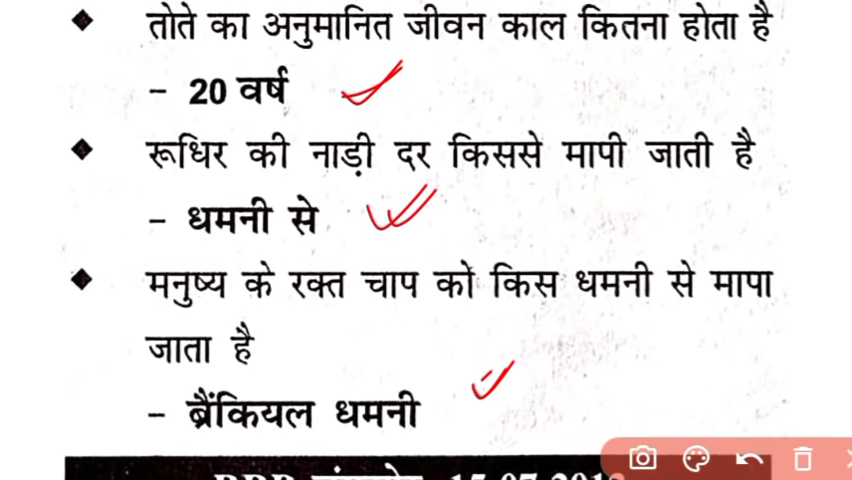 ◆ तोते का अनुमानित जीवन काल कितना होता है
– 20 वर्ष
◆ रूधिर की नाड़ी दर किससे मापी जाती है
– धमनी से
◆ मनुष्य के रक्त चाप को किस धमनी से मापा
जाता है
– ब्रैंकियल धमनी